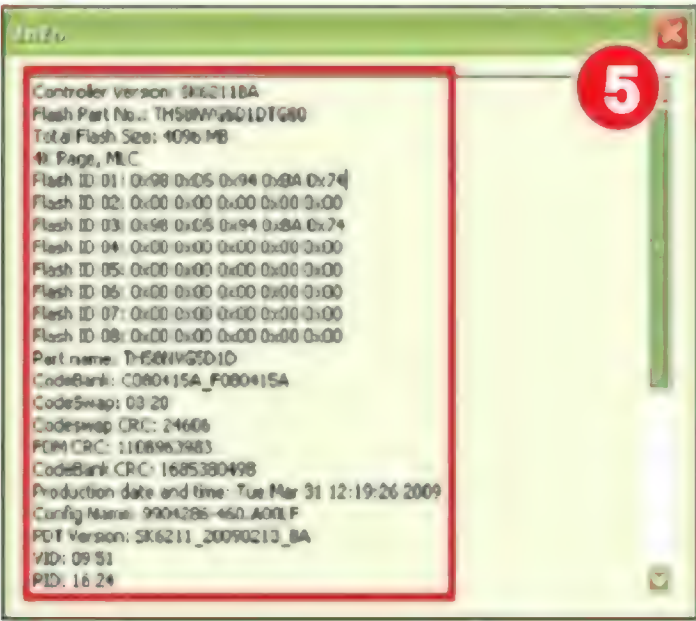 Info
5
Controller Version: SK6211BA
Flash Part No.: TH58NVG6D1DTG80
Total Flash Size: 4096 MB
4K Page, MLC
Flash ID 01: 0x98 0xD5 0x94 0xBA 0x74
Flash ID 02: 0x00 0x00 0x00 0x00 0x00
Flash ID 03: 0x98 0xD5 0x94 0xBA 0x74
Flash ID 04: 0x00 0x00 0x00 0x00 0x00
Flash ID 05: 0x00 0x00 0x00 0x00 0x00
Flash ID 06: 0x00 0x00 0x00 0x00 0x00
Flash ID 07: 0x00 0x00 0x00 0x00 0x00
Flash ID 08: 0x00 0x00 0x00 0x00 0x00
Part name: TH58NVG5D1D
CodeBank: C080415A_F080415A
CodeSwap: 03 20
Codeswap CRC: 24606
PDM CRC: 1108963983
CodeBank CRC: 1685380498
Production date and time: Tue Mar 31 12:19:26 2009
Config Name: 9904286-460.A00LF
PDT Version: SK6211_20090213_BA
VID: 09 51
PID: 16 24